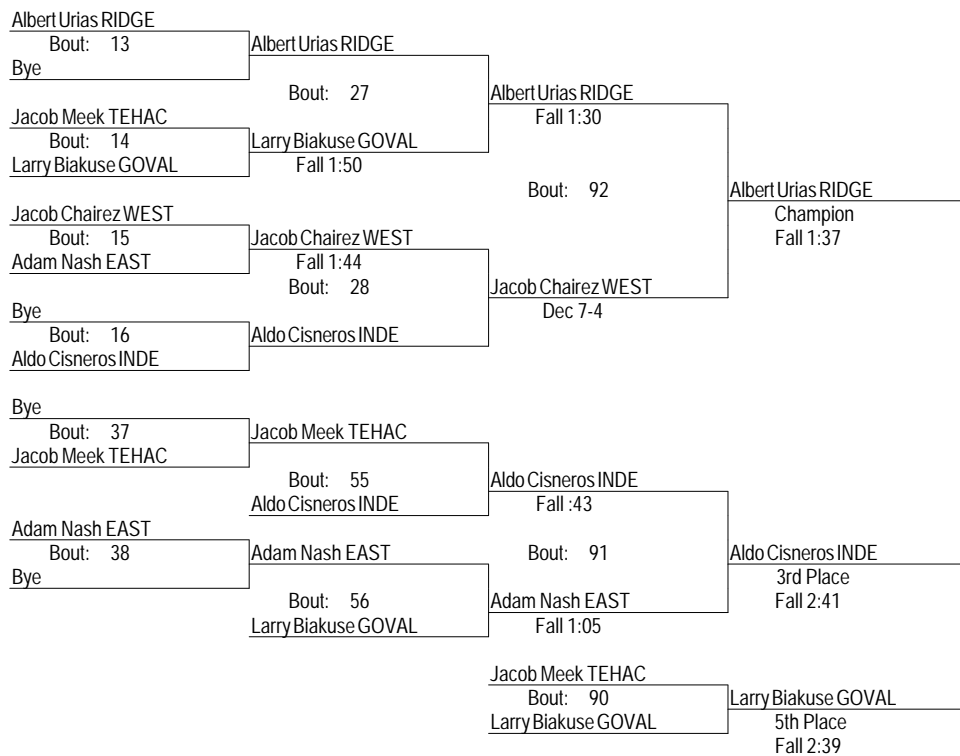 Albert Urias RIDGE
Bout: 13
Bye
Albert Urias RIDGE
Bout: 27
Jacob Meek TEHAC
Bout: 14
Larry Biakuse GOVAL
Larry Biakuse GOVAL
Fall 1:50
Albert Urias RIDGE
Fall 1:30
Bout: 92
Jacob Chairez WEST
Bout: 15
Adam Nash EAST
Jacob Chairez WEST
Fall 1:44
Bout: 28
Bye
Bout: 16
Aldo Cisneros INDE
Aldo Cisneros INDE
Jacob Chairez WEST
Dec 7-4
Albert Urias RIDGE
Champion
Fall 1:37
Bye
Bout: 37
Jacob Meek TEHAC
Jacob Meek TEHAC
Bout: 55
Aldo Cisneros INDE
Aldo Cisneros INDE
Fall :43
Bout: 91
Adam Nash EAST
Bout: 38
Bye
Adam Nash EAST
Bout: 56
Larry Biakuse GOVAL
Adam Nash EAST
Fall 1:05
Aldo Cisneros INDE
3rd Place
Fall 2:41
Jacob Meek TEHAC
Bout: 90
Larry Biakuse GOVAL
Larry Biakuse GOVAL
5th Place
Fall 2:39